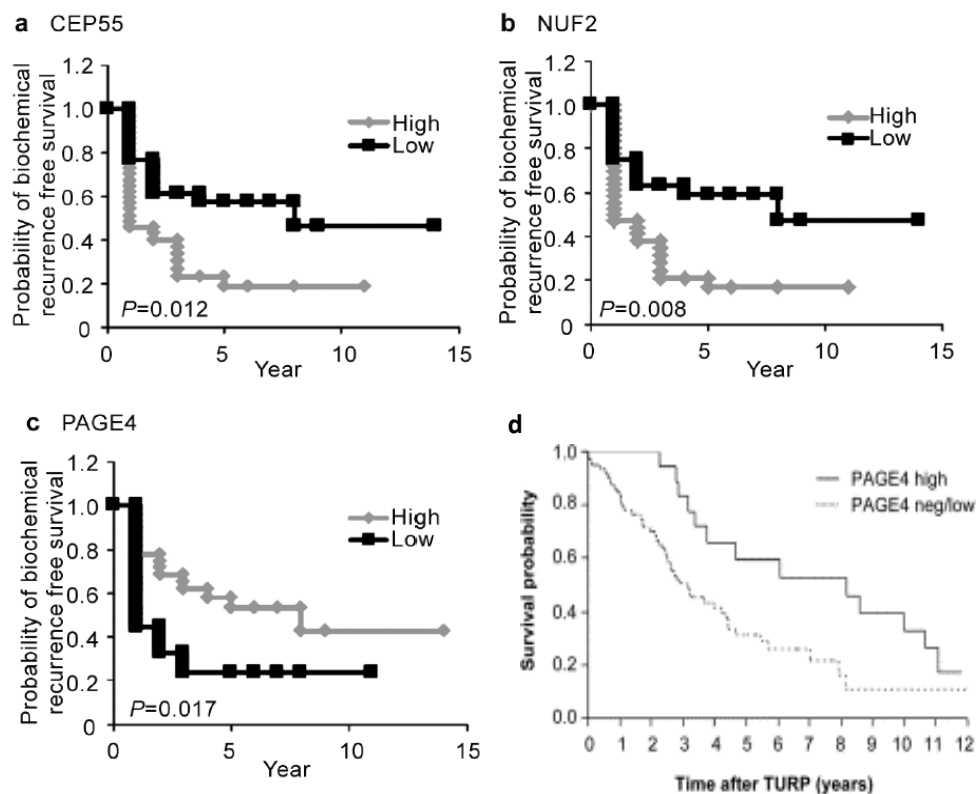 a CEP55
Probability of biochemical
recurrence free survival
1.2
1.0
0.8
0.6
0.4
0.2
0
High
Low
P=0.012
0 5 10 15
Year
b NUF2
Probability of biochemical
recurrence free survival
1.2
1.0
0.8
0.6
0.4
0.2
0
High
Low
P=0.008
0 5 10 15
Year
c PAGE4
Probability of biochemical
recurrence free survival
1.2
1.0
0.8
0.6
0.4
0.2
0
High
Low
P=0.017
0 5 10 15
Year
d
Survival probability
1.0
0.8
0.6
0.4
0.2
0.0
PAGE4 high
PAGE4 neg/low
0 1 2 3 4 5 6 7 8 9 10 11 12
Time after TURP (years)